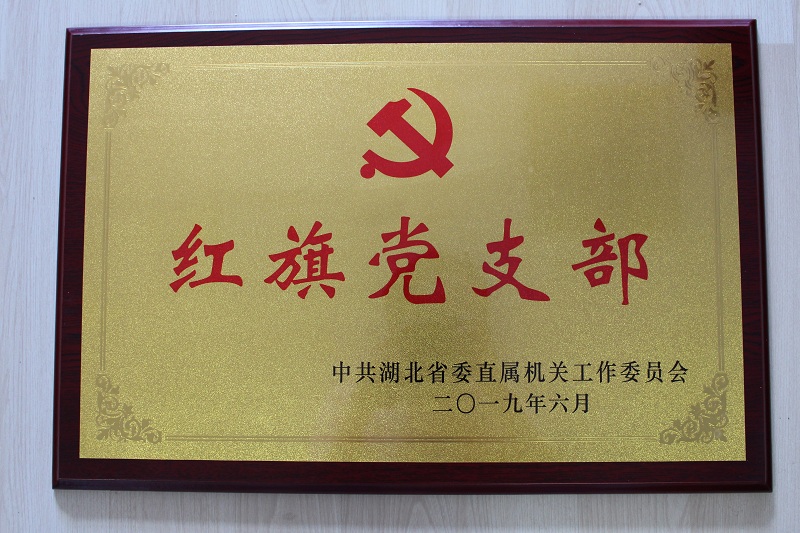 红旗党支部
中共湖北省委直属机关工作委员会
二〇一九年六月